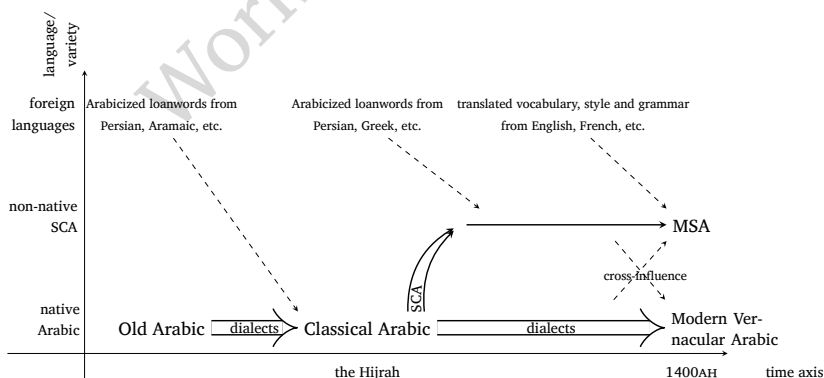 language/
variety
Work
foreign
languages
Arabicized loanwords from
Persian, Aramaic, etc.
Arabicized loanwords from
Persian, Greek, etc.
translated vocabulary, style and grammar
from English, French, etc.
non-native
SCA
MSA
cross-influence
SCA
native
Arabic
Old Arabic
dialects
Classical Arabic
dialects
Modern Ver-
nacular Arabic
the Hijrah
1400AH
time axis